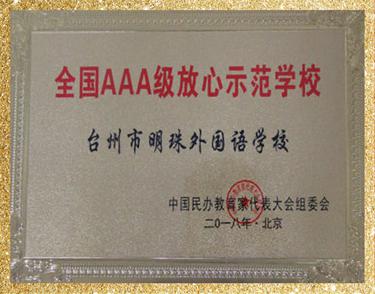 全国AAA级放心示范学校
台州市明珠外国语学校
中国民办教育家代表大会组委会
二〇一八年·北京